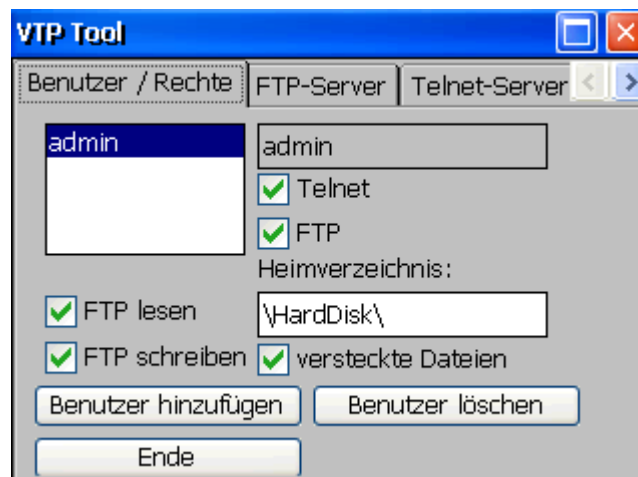 VTP Tool
Benutzer / Rechte
FTP-Server
Telnet-Server
admin
admin
Telnet
FTP
Heimverzeichnis:
FTP lesen
\HardDisk\
FTP schreiben
versteckte Dateien
Benutzer hinzufügen
Benutzer löschen
Ende